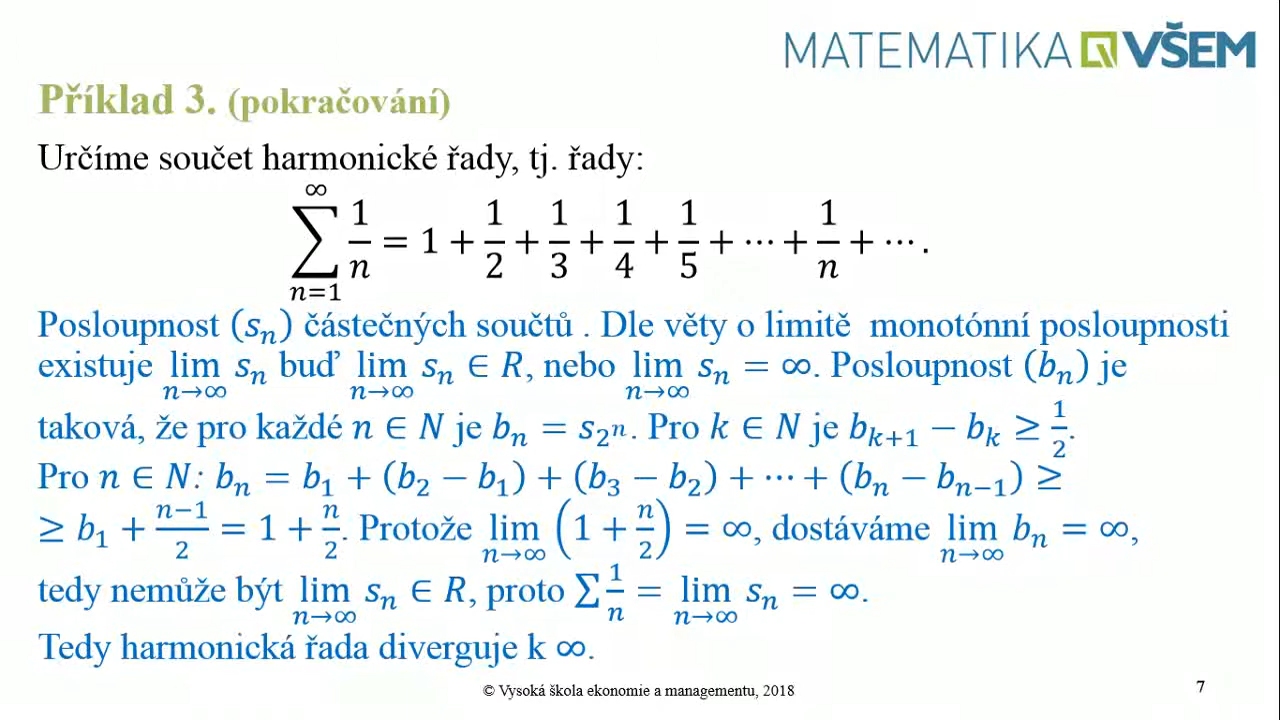 MATEMATIKA VŠEM
Příklad 3. (pokračování)
Určíme součet harmonické řady, tj. řady:
∑_{n=1}^{∞} 1/n = 1 + 1/2 + 1/3 + 1/4 + 1/5 + ⋯ + 1/n + ⋯ .
Posloupnost (s_n) částečných součtů . Dle věty o limitě monotónní posloupnosti
existuje lim_{n→∞} s_n buď lim_{n→∞} s_n ∈ R, nebo lim_{n→∞} s_n = ∞. Posloupnost (b_n) je
taková, že pro každé n ∈ N je b_n = s_{2^n}. Pro k ∈ N je b_{k+1} − b_k ≥ 1/2.
Pro n ∈ N: b_n = b_1 + (b_2 − b_1) + (b_3 − b_2) + ⋯ + (b_n − b_{n−1}) ≥
≥ b_1 + (n−1)/2 = 1 + n/2. Protože lim_{n→∞} (1 + n/2) = ∞, dostáváme lim_{n→∞} b_n = ∞,
tedy nemůže být lim_{n→∞} s_n ∈ R, proto ∑ 1/n = lim_{n→∞} s_n = ∞.
Tedy harmonická řada diverguje k ∞.
© Vysoká škola ekonomie a managementu, 2018
7